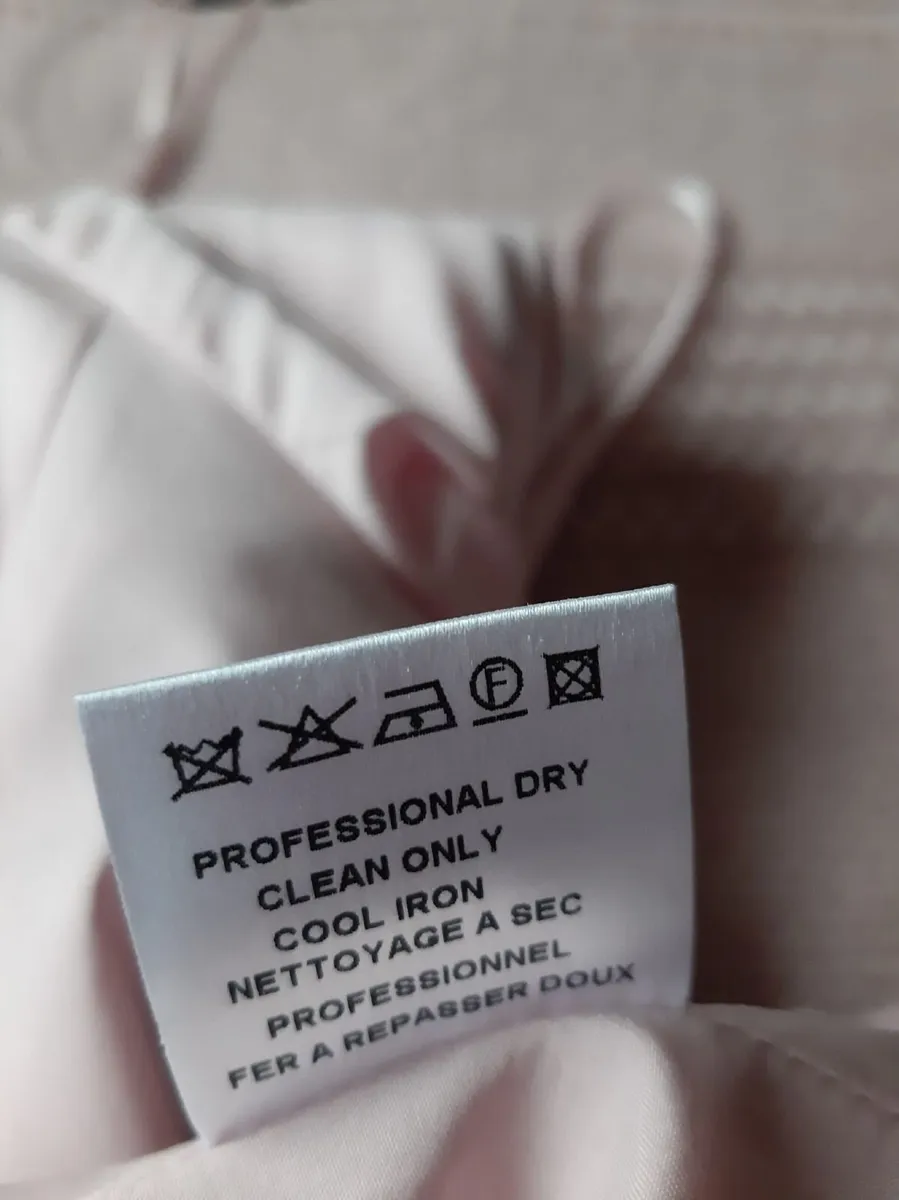 F
PROFESSIONAL DRY
CLEAN ONLY
COOL IRON
NETTOYAGE A SEC
PROFESSIONNEL
FER A REPASSER DOUX